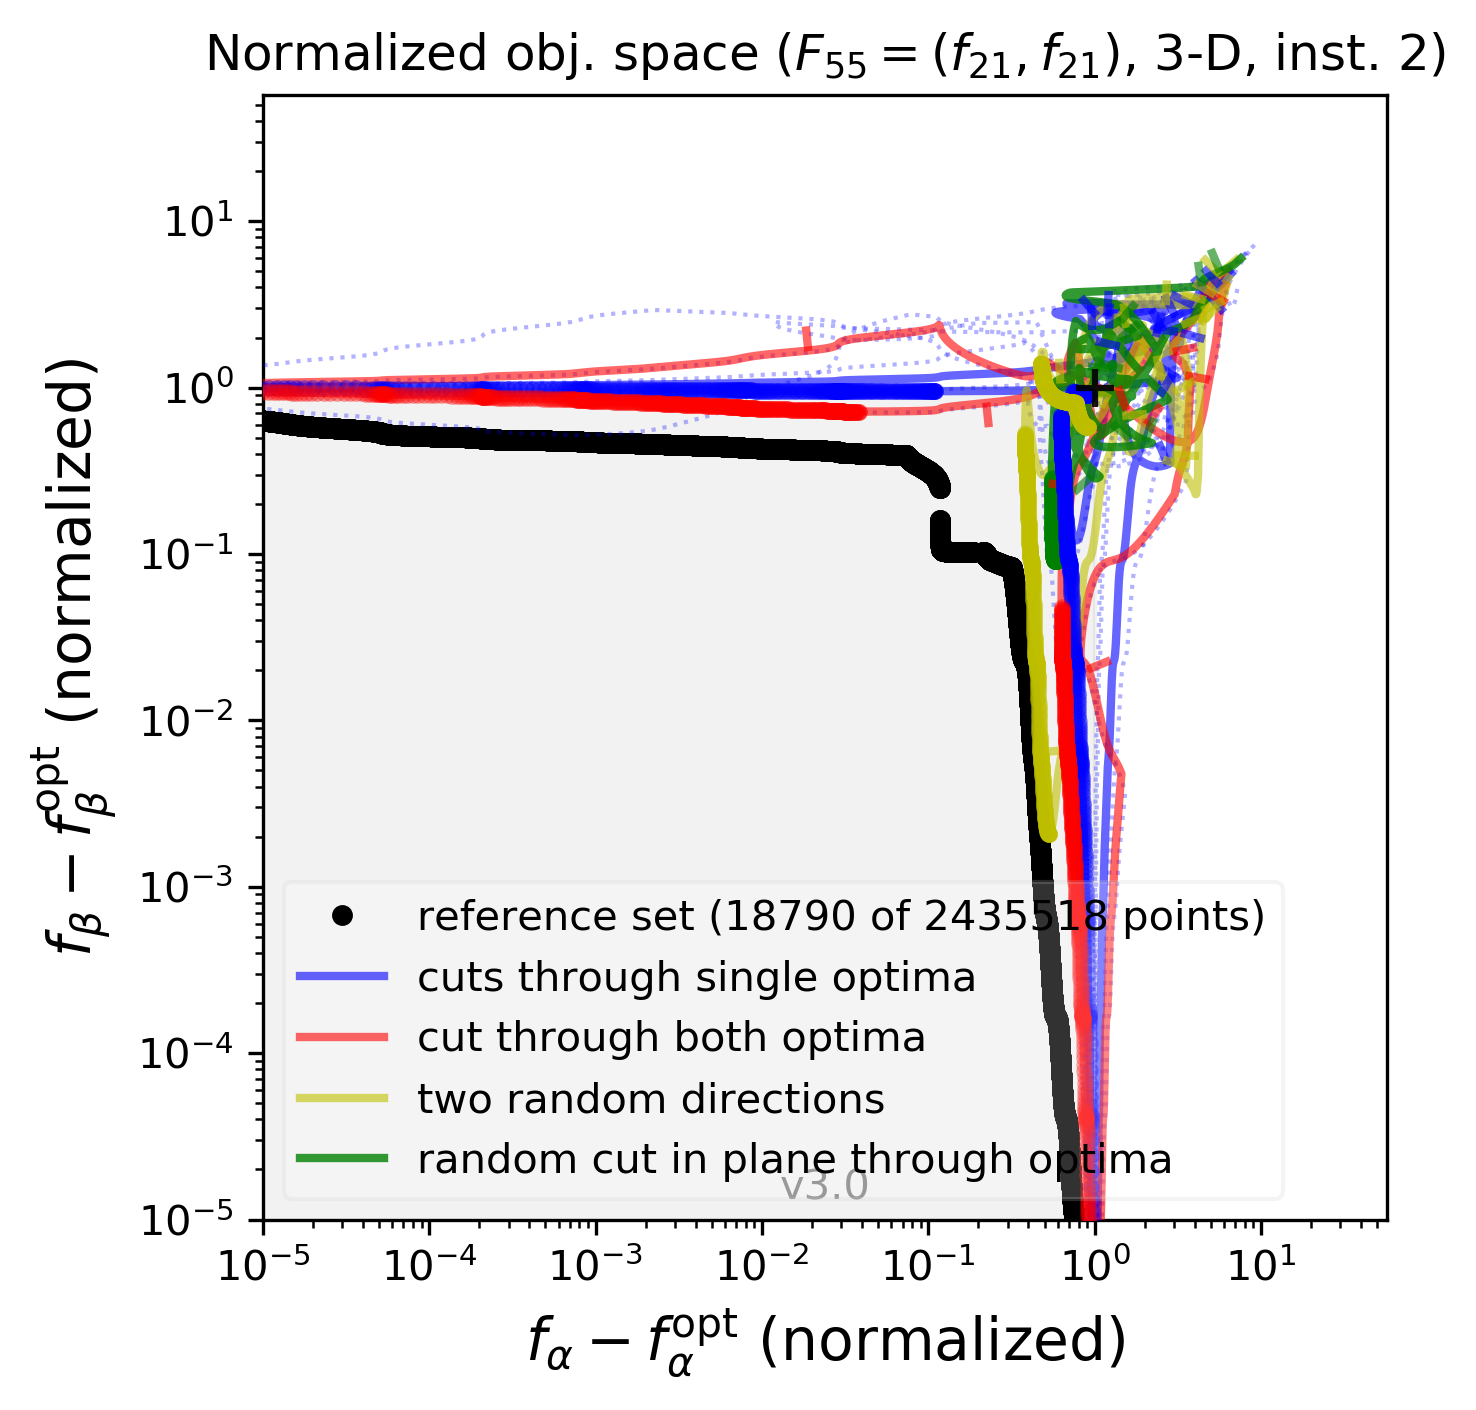 Normalized obj. space (F₅₅ = (f₂₁, f₂₁), 3-D, inst. 2)
f_β − f_β^opt (normalized)
10¹
10⁰
10⁻¹
10⁻²
10⁻³
10⁻⁴
10⁻⁵
reference set (18790 of 2435518 points)
cuts through single optima
cut through both optima
two random directions
random cut in plane through optima
v3.0
10⁻⁵ 10⁻⁴ 10⁻³ 10⁻² 10⁻¹ 10⁰ 10¹
f_α − f_α^opt (normalized)